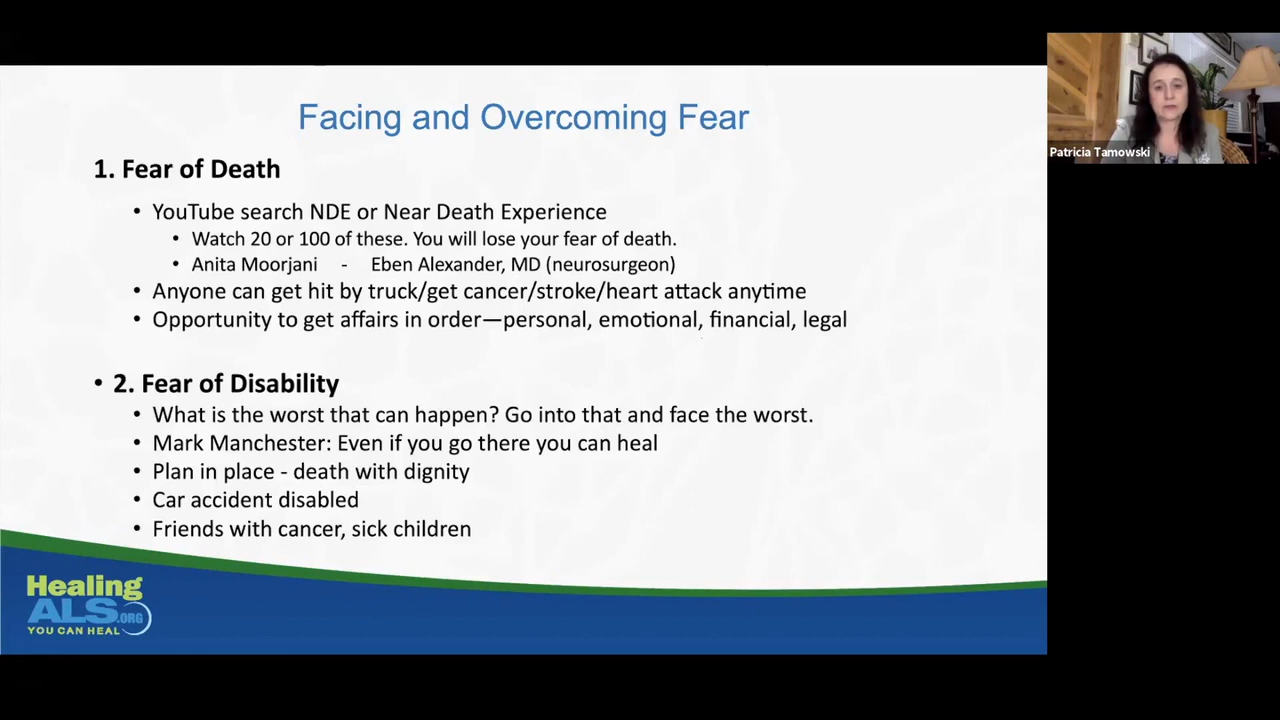 Facing and Overcoming Fear
1. Fear of Death
• YouTube search NDE or Near Death Experience
• Watch 20 or 100 of these. You will lose your fear of death.
• Anita Moorjani - Eben Alexander, MD (neurosurgeon)
• Anyone can get hit by truck/get cancer/stroke/heart attack anytime
• Opportunity to get affairs in order—personal, emotional, financial, legal
• 2. Fear of Disability
• What is the worst that can happen? Go into that and face the worst.
• Mark Manchester: Even if you go there you can heal
• Plan in place - death with dignity
• Car accident disabled
• Friends with cancer, sick children
Healing
ALS.ORG
YOU CAN HEAL
Patricia Tamowski